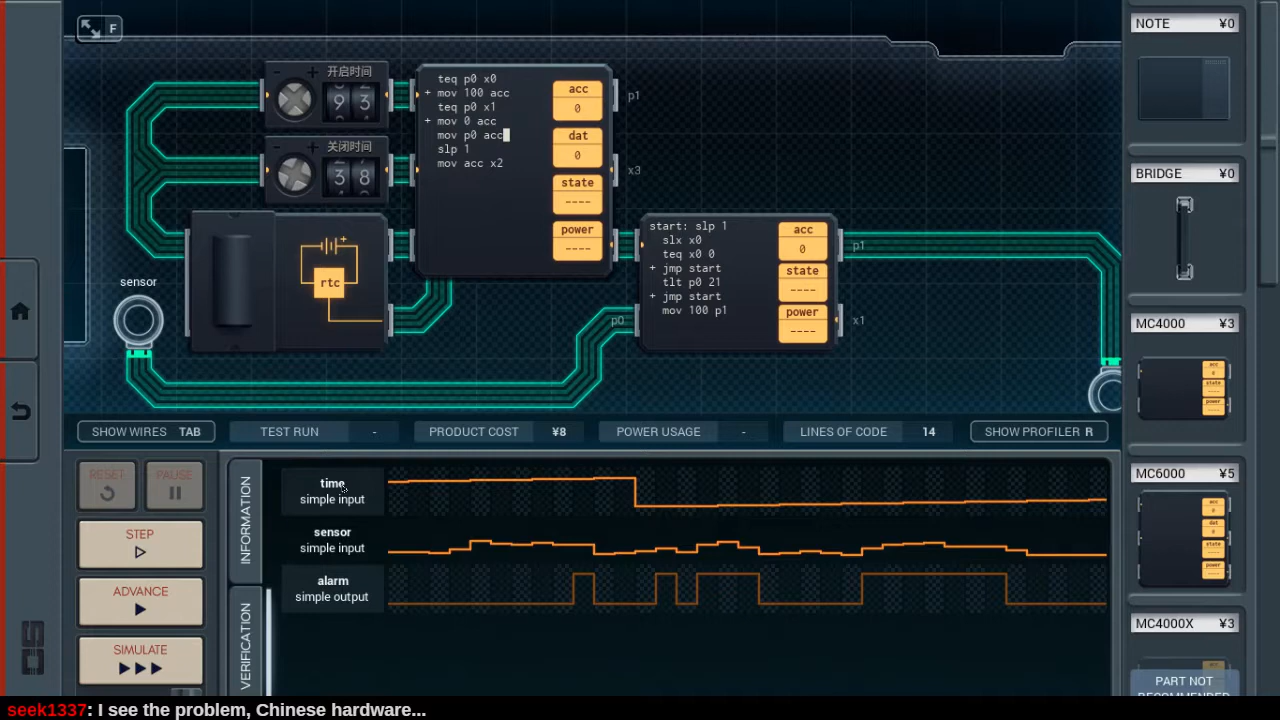 F
开启时间
9 3
关闭时间
3 8
rtc
sensor
teq p0 x0
+ mov 100 acc
teq p0 x1
+ mov 0 acc
mov p0 acc
slp 1
mov acc x2
acc
0
dat
0
state
----
power
----
p1
x3
start: slp 1
slx x0
teq x0 0
+ jmp start
tlt p0 21
+ jmp start
mov 100 p1
acc
0
state
----
power
----
p0
p1
x1
NOTE ¥0
BRIDGE ¥0
MC4000 ¥3
MC6000 ¥5
MC4000X ¥3
PART NOT
RECOMMENDED
SHOW WIRES TAB
TEST RUN -
PRODUCT COST ¥8
POWER USAGE -
LINES OF CODE 14
SHOW PROFILER R
RESET
PAUSE
STEP
ADVANCE
SIMULATE
INFORMATION
VERIFICATION
time
simple input
sensor
simple input
alarm
simple output
seek1337: I see the problem, Chinese hardware...